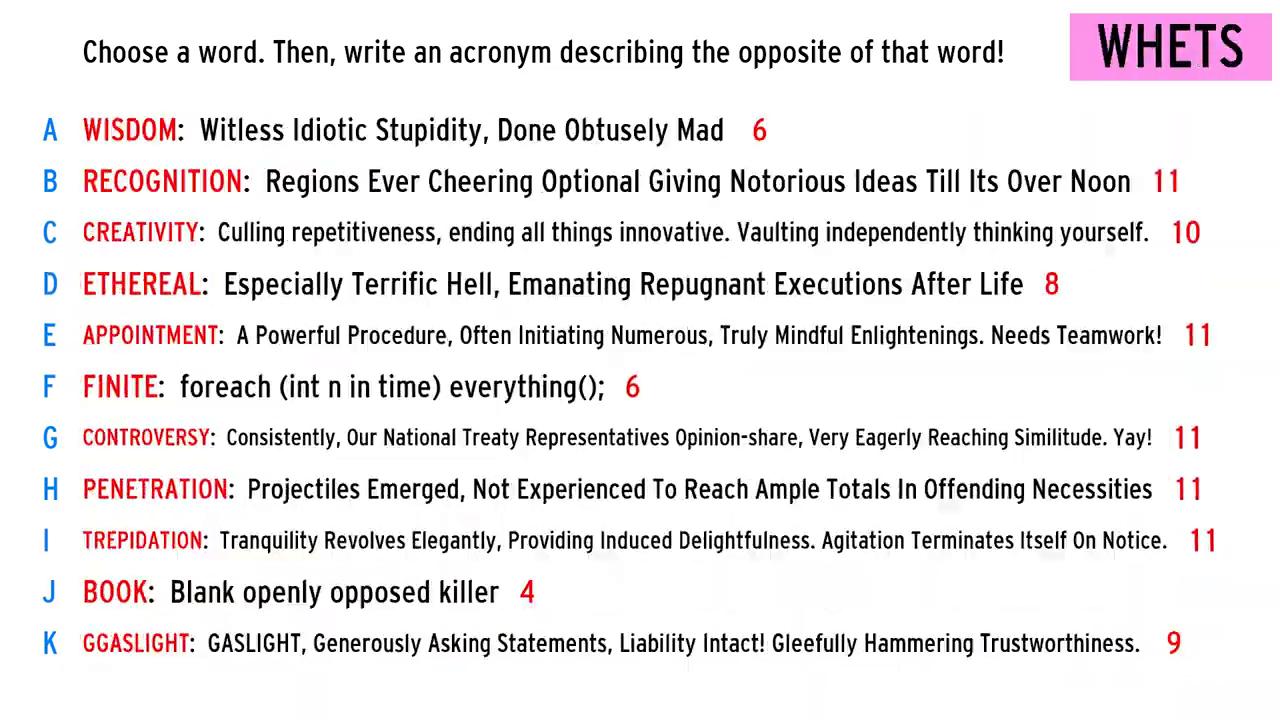 Choose a word. Then, write an acronym describing the opposite of that word!
WHETS
A WISDOM: Witless Idiotic Stupidity, Done Obtusely Mad 6
B RECOGNITION: Regions Ever Cheering Optional Giving Notorious Ideas Till Its Over Noon 11
C CREATIVITY: Culling repetitiveness, ending all things innovative. Vaulting independently thinking yourself. 10
D ETHEREAL: Especially Terrific Hell, Emanating Repugnant Executions After Life 8
E APPOINTMENT: A Powerful Procedure, Often Initiating Numerous, Truly Mindful Enlightenings. Needs Teamwork! 11
F FINITE: foreach (int n in time) everything(); 6
G CONTROVERSY: Consistently, Our National Treaty Representatives Opinion-share, Very Eagerly Reaching Similitude. Yay! 11
H PENETRATION: Projectiles Emerged, Not Experienced To Reach Ample Totals In Offending Necessities 11
I TREPIDATION: Tranquility Revolves Elegantly, Providing Induced Delightfulness. Agitation Terminates Itself On Notice. 11
J BOOK: Blank openly opposed killer 4
K GGASLIGHT: GASLIGHT, Generously Asking Statements, Liability Intact! Gleefully Hammering Trustworthiness. 9